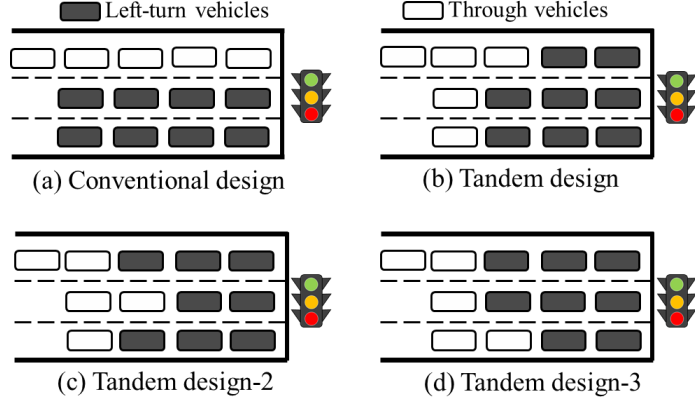 Left-turn vehicles Through vehicles
(a) Conventional design (b) Tandem design
(c) Tandem design-2 (d) Tandem design-3